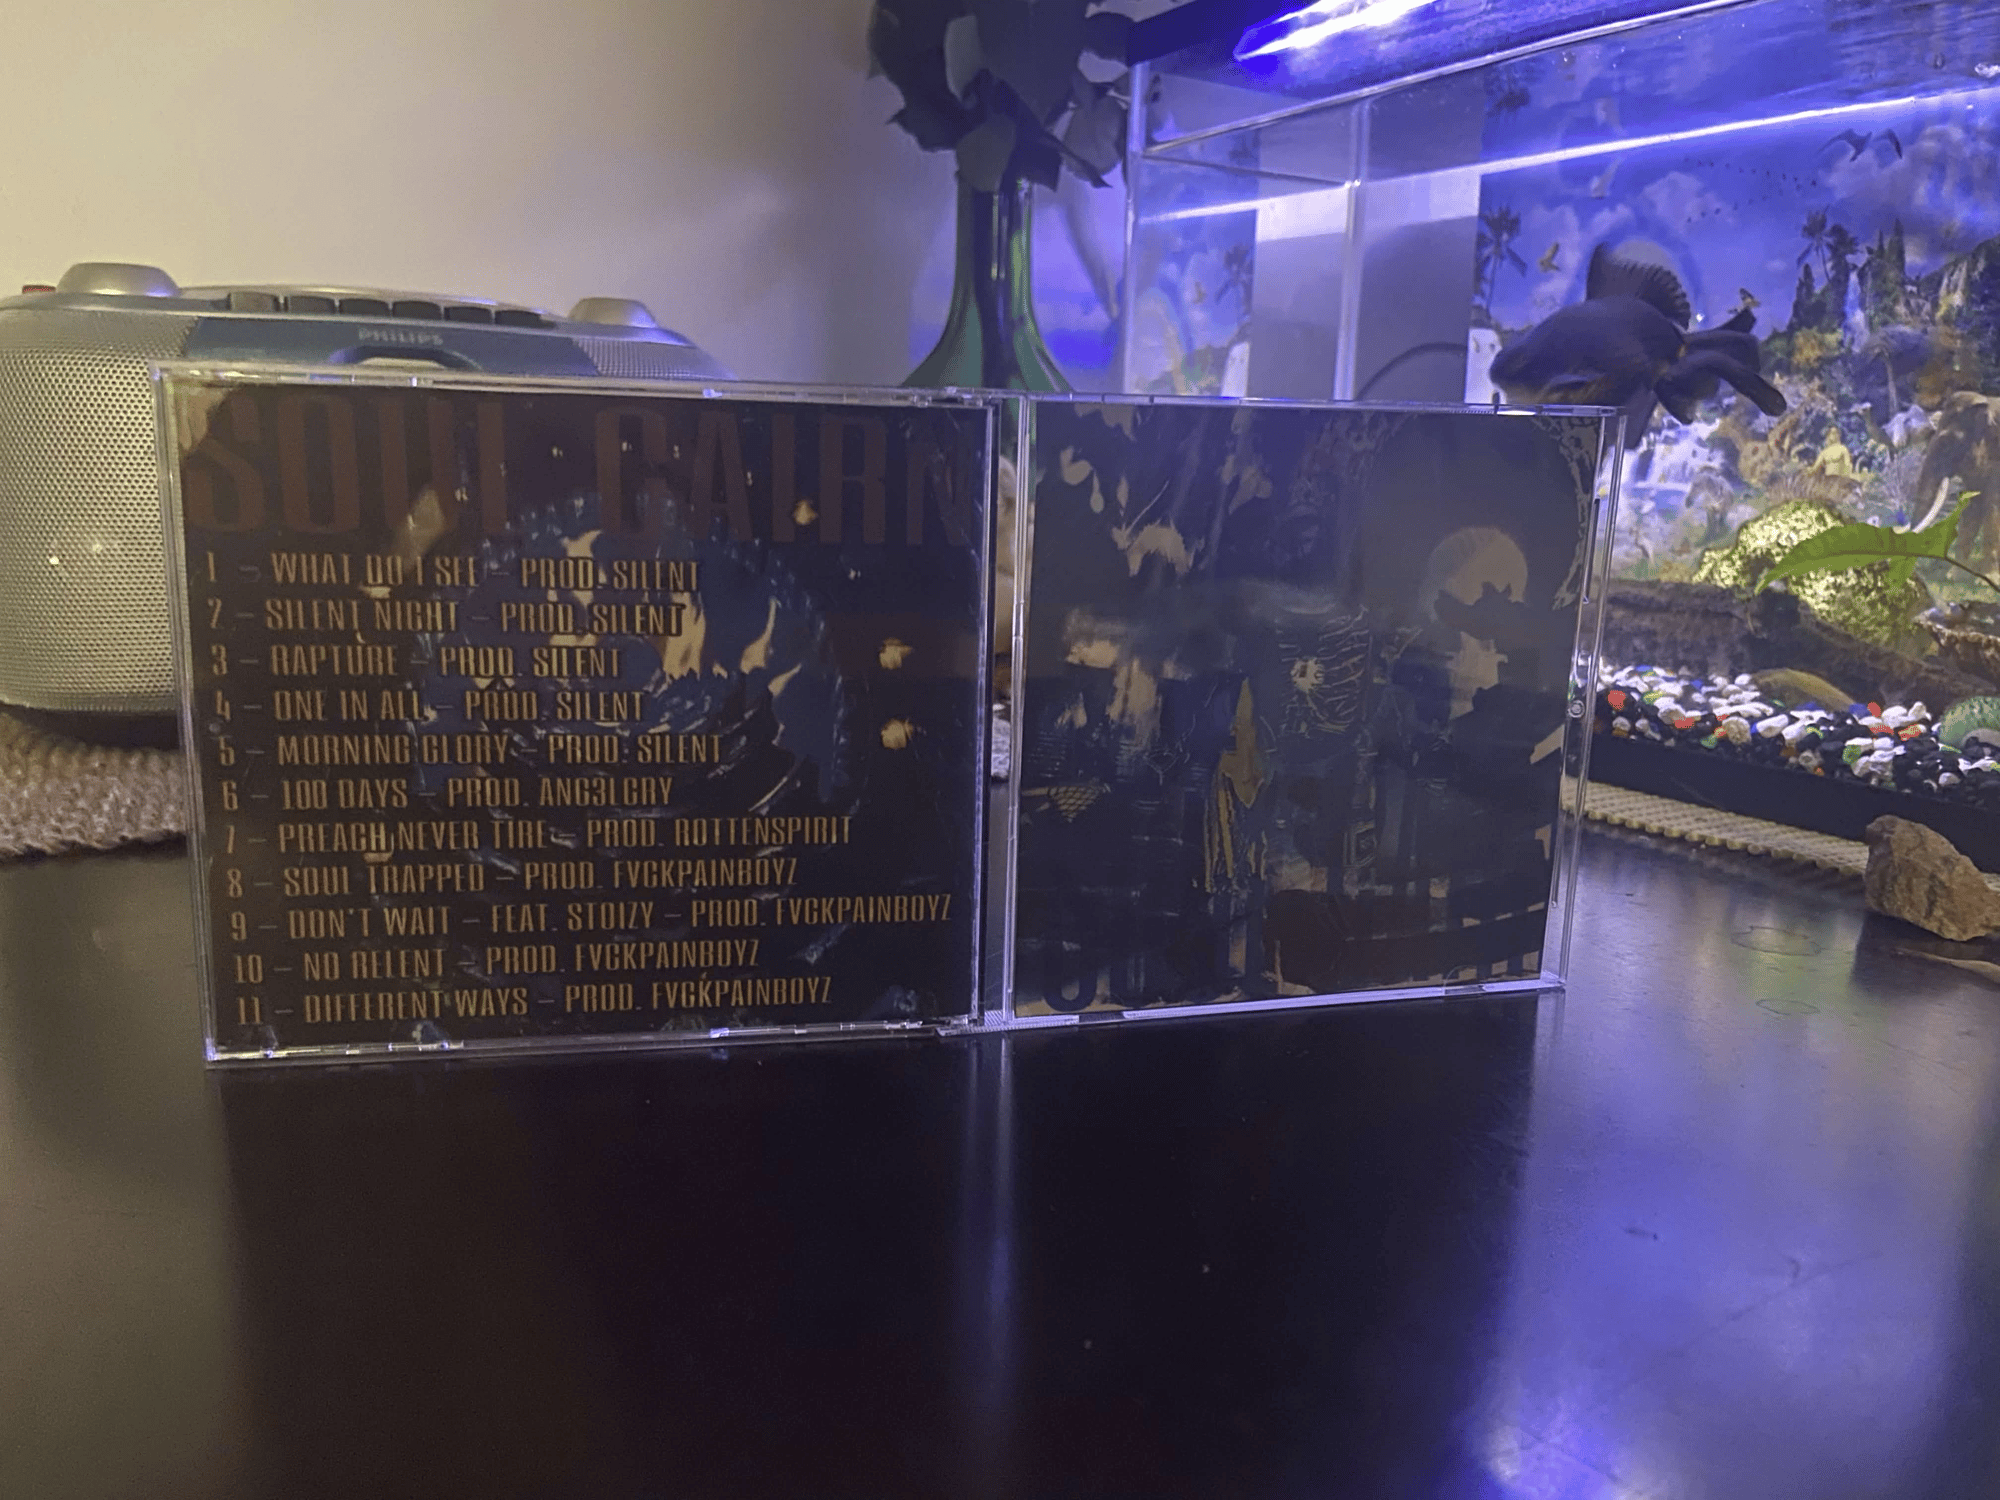 PHILIPS
SOUL CAIRN
1 - WHAT DO I SEE - PROD. SILENT
2 - SILENT NIGHT - PROD. SILENT
3 - RAPTURE - PROD. SILENT
4 - ONE IN ALL - PROD. SILENT
5 - MORNING GLORY - PROD. SILENT
6 - 100 DAYS - PROD. ANG3LCRY
7 - PREACH NEVER TIRE - PROD. ROTTENSPIRIT
8 - SOUL TRAPPED - PROD. FVCKPAINBOYZ
9 - DON'T WAIT - FEAT. STOIZY - PROD. FVCKPAINBOYZ
10 - NO RELENT - PROD. FVCKPAINBOYZ
11 - DIFFERENT WAYS - PROD. FVCKPAINBOYZ